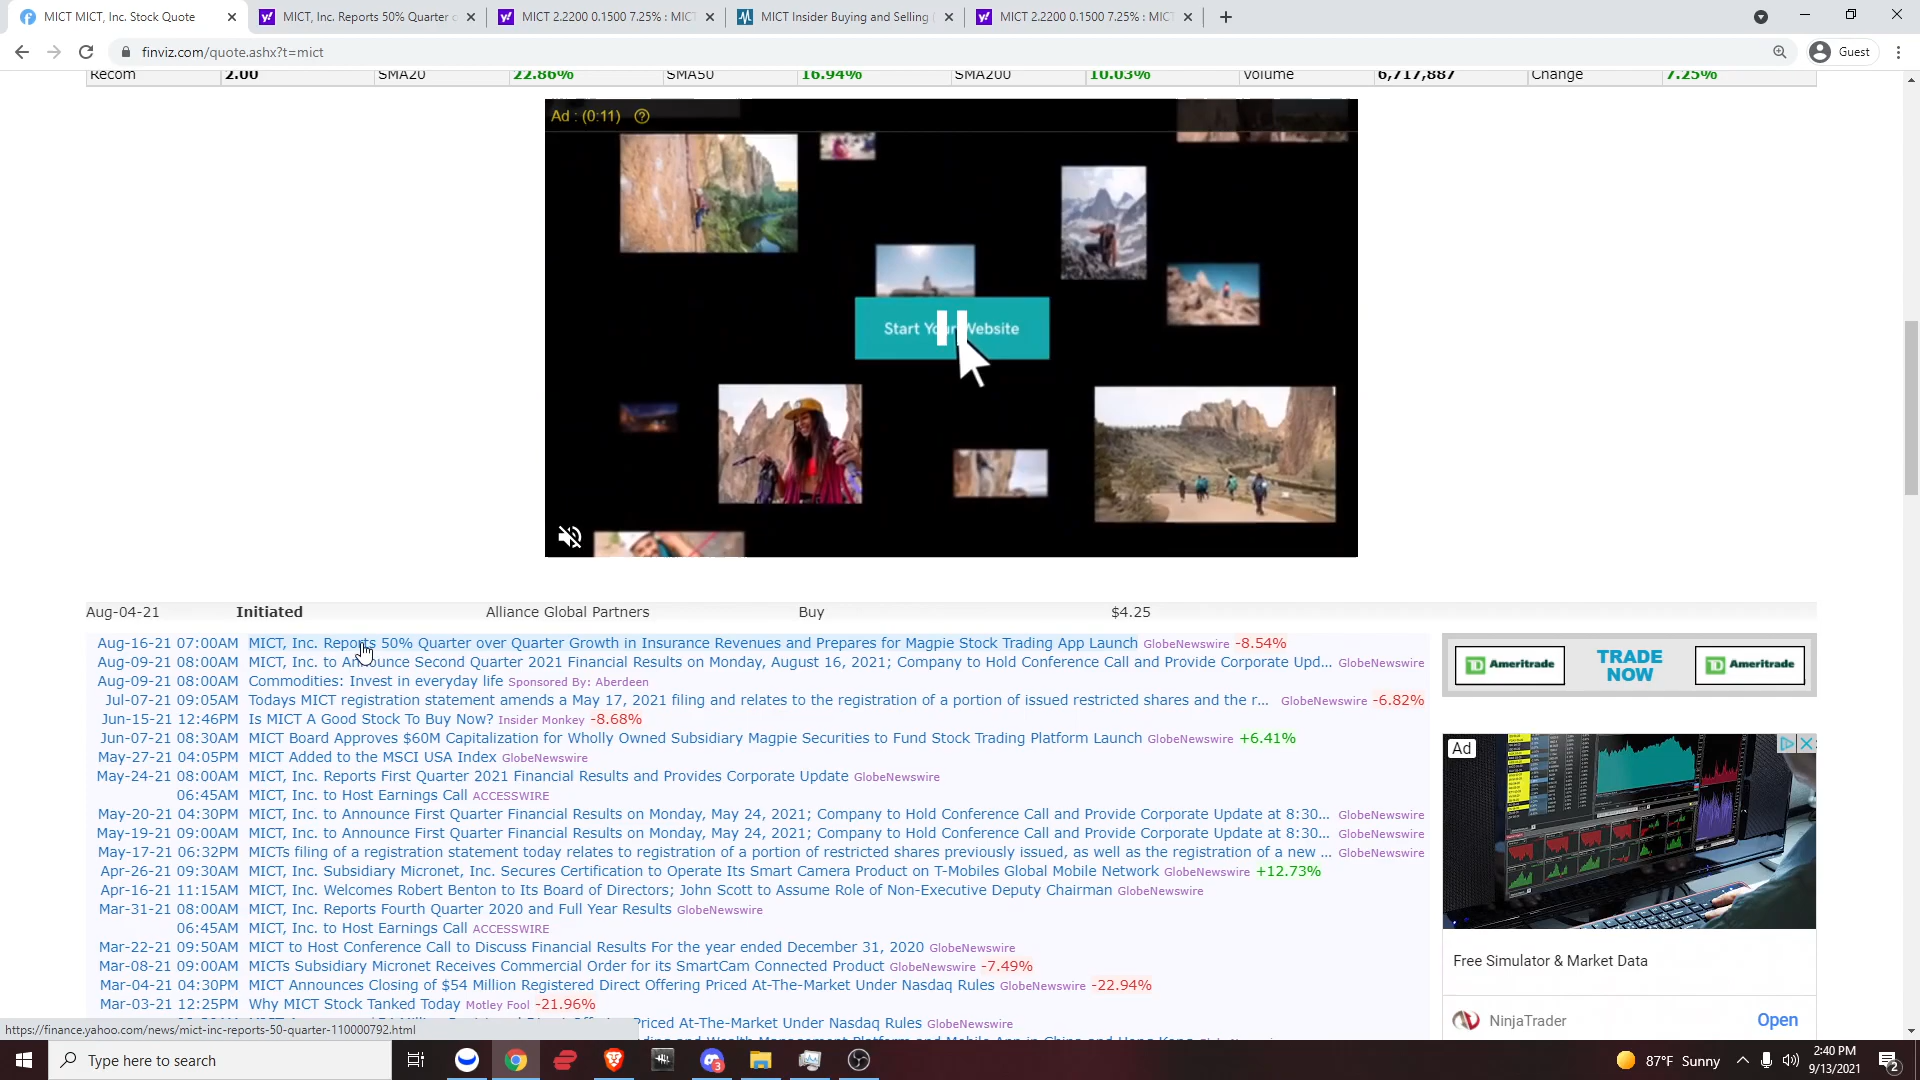 MICT MICT, Inc. Stock Quote
MICT, Inc. Reports 50% Quarter o
MICT 2.2200 0.1500 7.25% : MICT
MICT Insider Buying and Selling
MICT 2.2200 0.1500 7.25% : MICT
finviz.com/quote.ashx?t=mict
Guest
Recom 2.00 SMA20 22.86% SMA50 16.94% SMA200 10.03% Volume 6,717,887 Change 7.25%
Ad : (0:11)
Start Your Website
Aug-04-21 Initiated Alliance Global Partners Buy $4.25
Aug-16-21 07:00AM MICT, Inc. Reports 50% Quarter over Quarter Growth in Insurance Revenues and Prepares for Magpie Stock Trading App Launch GlobeNewswire -8.54%
Aug-09-21 08:00AM MICT, Inc. to Announce Second Quarter 2021 Financial Results on Monday, August 16, 2021; Company to Hold Conference Call and Provide Corporate Upd... GlobeNewswire
Aug-09-21 08:00AM Commodities: Invest in everyday life Sponsored By: Aberdeen
Jul-07-21 09:05AM Todays MICT registration statement amends a May 17, 2021 filing and relates to the registration of a portion of issued restricted shares and the r... GlobeNewswire -6.82%
Jun-15-21 12:46PM Is MICT A Good Stock To Buy Now? Insider Monkey -8.68%
Jun-07-21 08:30AM MICT Board Approves $60M Capitalization for Wholly Owned Subsidiary Magpie Securities to Fund Stock Trading Platform Launch GlobeNewswire +6.41%
May-27-21 04:05PM MICT Added to the MSCI USA Index GlobeNewswire
May-24-21 08:00AM MICT, Inc. Reports First Quarter 2021 Financial Results and Provides Corporate Update GlobeNewswire
06:45AM MICT, Inc. to Host Earnings Call ACCESSWIRE
May-20-21 04:30PM MICT, Inc. to Announce First Quarter Financial Results on Monday, May 24, 2021; Company to Hold Conference Call and Provide Corporate Update at 8:30... GlobeNewswire
May-19-21 09:00AM MICT, Inc. to Announce First Quarter Financial Results on Monday, May 24, 2021; Company to Hold Conference Call and Provide Corporate Update at 8:30... GlobeNewswire
May-17-21 06:32PM MICTs filing of a registration statement today relates to registration of a portion of restricted shares previously issued, as well as the registration of a new ... GlobeNewswire
Apr-26-21 09:30AM MICT, Inc. Subsidiary Micronet, Inc. Secures Certification to Operate Its Smart Camera Product on T-Mobiles Global Mobile Network GlobeNewswire +12.73%
Apr-16-21 11:15AM MICT, Inc. Welcomes Robert Benton to Its Board of Directors; John Scott to Assume Role of Non-Executive Deputy Chairman GlobeNewswire
Mar-31-21 08:00AM MICT, Inc. Reports Fourth Quarter 2020 and Full Year Results GlobeNewswire
06:45AM MICT, Inc. to Host Earnings Call ACCESSWIRE
Mar-22-21 09:50AM MICT to Host Conference Call to Discuss Financial Results For the year ended December 31, 2020 GlobeNewswire
Mar-08-21 09:00AM MICTs Subsidiary Micronet Receives Commercial Order for its SmartCam Connected Product GlobeNewswire -7.49%
Mar-04-21 04:30PM MICT Announces Closing of $54 Million Registered Direct Offering Priced At-The-Market Under Nasdaq Rules GlobeNewswire -22.94%
Mar-03-21 12:25PM Why MICT Stock Tanked Today Motley Fool -21.96%
Priced At-The-Market Under Nasdaq Rules GlobeNewswire
Ameritrade
TRADE NOW
Ameritrade
Ad
Free Simulator & Market Data
NinjaTrader
Open
https://finance.yahoo.com/news/mict-inc-reports-50-quarter-110000792.html
Type here to search
3
87°F Sunny
2:40 PM
9/13/2021
2